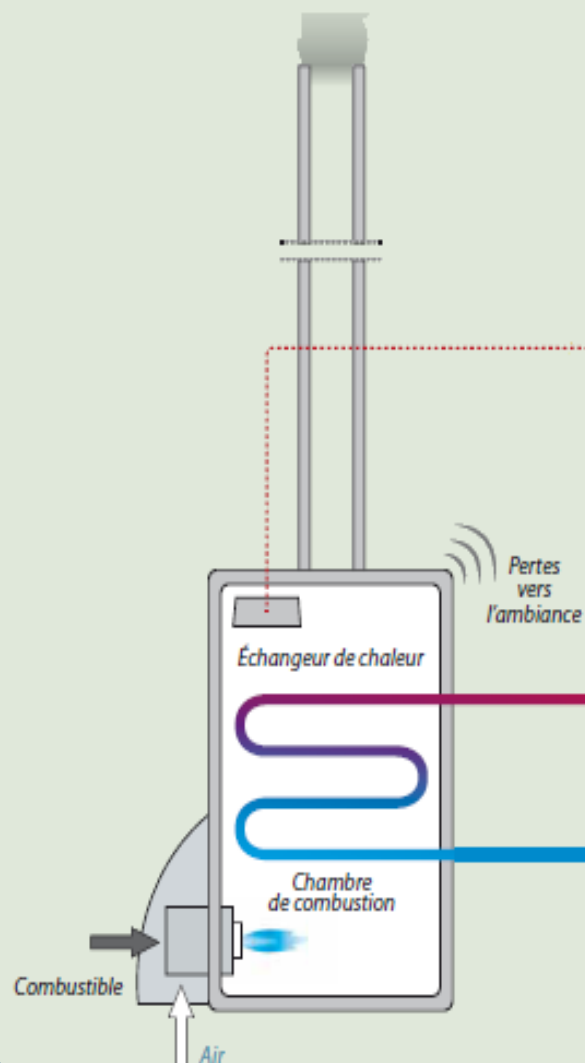 Pertes
vers
l'ambiance
Échangeur de chaleur
Chambre
de combustion
Combustible
Air